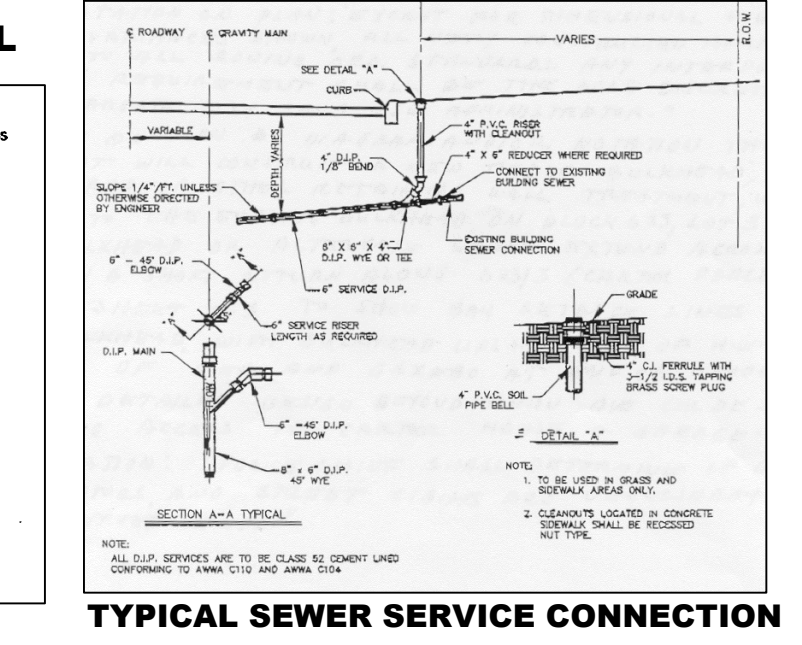 L
s
℄ ROADWAY
℄ GRAVITY MAIN
VARIES
R.O.W.
SEE DETAIL "A"
CURB
VARIABLE
DEPTH VARIES
4" P.V.C. RISER
WITH CLEANOUT
4" D.I.P.
1/8" BEND
4" X 6" REDUCER WHERE REQUIRED
CONNECT TO EXISTING
BUILDING SEWER
SLOPE 1/4"/FT. UNLESS
OTHERWISE DIRECTED
BY ENGINEER
EXISTING BUILDING
SEWER CONNECTION
6" X 6" X 4"
D.I.P. WYE OR TEE
6" - 45° D.I.P.
ELBOW
"A"
6" SERVICE D.I.P.
"A"
6" SERVICE RISER
LENGTH AS REQUIRED
D.I.P. MAIN
FLOW
6" -45° D.I.P.
ELBOW
8" x 6" D.I.P.
45° WYE
SECTION A-A TYPICAL
NOTE:
ALL D.I.P. SERVICES ARE TO BE CLASS 52 CEMENT LINED
CONFORMING TO AWWA C110 AND AWWA C104
GRADE
4" C.I. FERRULE WITH
3-1/2 I.D.S. TAPPING
BRASS SCREW PLUG
4" P.V.C. SOIL
PIPE BELL
DETAIL "A"
NOTE:
1. TO BE USED IN GRASS AND
SIDEWALK AREAS ONLY.
2. CLEANOUTS LOCATED IN CONCRETE
SIDEWALK SHALL BE RECESSED
NUT TYPE.
TYPICAL SEWER SERVICE CONNECTION